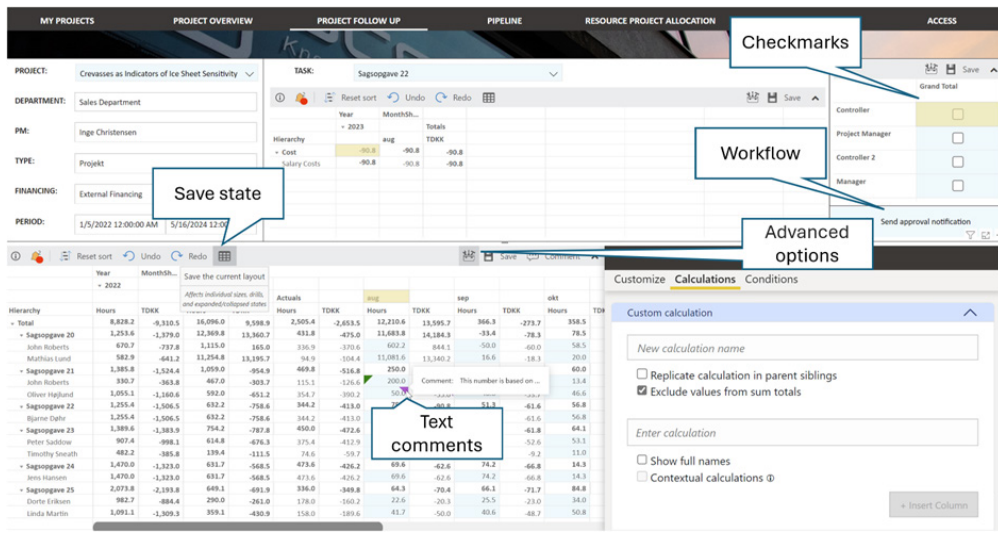 MY PROJECTS PROJECT OVERVIEW PROJECT FOLLOW UP PIPELINE RESOURCE PROJECT ALLOCATION ACCESS
Checkmarks
PROJECT: Crevasses as Indicators of Ice Sheet Sensitivity
DEPARTMENT: Sales Department
PM: Inge Christensen
TYPE: Projekt
FINANCING: External Financing
PERIOD: 1/5/2022 12:00:00 AM 5/16/2024 12:00
TASK: Sagsopgave 22
Reset sort Undo Redo Save
Year MonthSh...
2023 Totals
Hierarchy aug TDKK
Cost -90.8 -90.8 -90.8
Salary Costs -90.8 -90.8 -90.8
Save
Grand Total
Controller
Project Manager
Controller 2
Manager
Send approval notification
Workflow
Save state
Advanced
options
Reset sort Undo Redo Save Comment
Save the current layout
Affects individual sizes, drills,
and expanded/collapsed states
Year MonthSh...
2022
Actuals aug sep okt
Hierarchy Hours TDKK Hours TDKK Hours TDKK Hours TDKK Hours TDKK Hours
Total 8,828.2 -9,310.5 16,096.0 9,598.9 2,505.4 -2,653.5 12,210.6 13,595.7 366.3 -273.7 358.5
Sagsopgave 20 1,253.6 -1,379.0 12,369.8 13,360.7 431.8 -475.0 11,683.8 14,184.3 -33.4 -78.3 78.5
John Roberts 670.7 -737.8 1,115.0 165.0 336.9 -370.6 602.2 844.1 -50.0 -60.0 58.5
Mathias Lund 582.9 -641.2 11,254.8 13,195.7 94.9 -104.4 11,081.6 13,340.2 16.6 -18.3 20.0
Sagsopgave 21 1,385.8 -1,524.4 1,059.0 -954.9 469.8 -516.8 250.0 60.0
John Roberts 330.7 -363.8 467.0 -303.7 115.1 -126.6 200.0 13.4
Comment: This number is based on ...
Oliver Højlund 1,055.1 -1,160.6 592.0 -651.2 354.7 -390.2 50.0 46.6
Sagsopgave 22 1,255.4 -1,506.5 632.2 -758.6 344.2 -413.0 -90.8 51.3 -61.6 56.8
Bjarne Døhr 1,255.4 -1,506.5 632.2 -758.6 344.2 -413.0 -61.6 56.8
Sagsopgave 23 1,389.6 -1,383.9 754.2 -787.8 450.0 -472.6 -61.8 64.1
Peter Saddow 907.4 -998.1 614.8 -676.3 375.4 -412.9 -52.6 53.1
Timothy Sneath 482.2 -385.8 139.4 -111.5 74.6 -59.7 -9.2 11.0
Sagsopgave 24 1,470.0 -1,323.0 631.7 -568.5 473.6 -426.2 69.6 -62.6 74.2 -66.8 14.3
Jens Hansen 1,470.0 -1,323.0 631.7 -568.5 473.6 -426.2 69.6 -62.6 74.2 -66.8 14.3
Sagsopgave 25 2,073.8 -2,193.8 649.1 -691.9 336.0 -349.8 64.3 -70.4 66.1 -71.7 84.8
Dorte Eriksen 982.7 -884.4 290.0 -261.0 178.0 -160.2 22.6 -20.3 25.5 -23.0 34.0
Linda Martin 1,091.1 -1,309.3 359.1 -430.9 158.0 -189.6 41.7 -50.0 40.6 -48.7 50.8
Text
comments
Customize Calculations Conditions
Custom calculation
New calculation name
Replicate calculation in parent siblings
Exclude values from sum totals
Enter calculation
Show full names
Contextual calculations
+ Insert Column